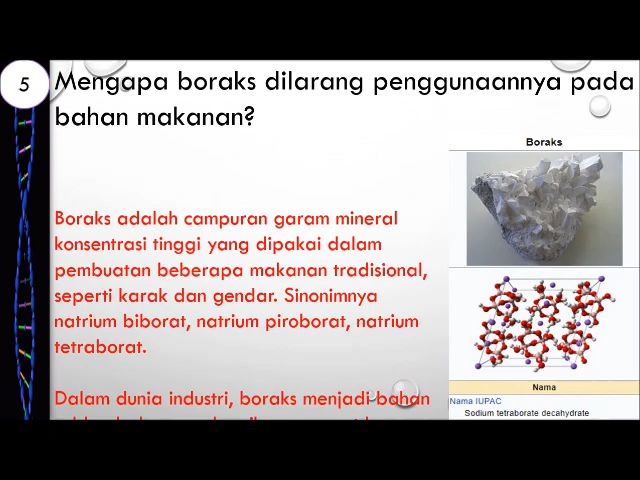 5
Mengapa boraks dilarang penggunaannya pada
bahan makanan?
Boraks adalah campuran garam mineral
konsentrasi tinggi yang dipakai dalam
pembuatan beberapa makanan tradisional,
seperti karak dan gendar. Sinonimnya
natrium biborat, natrium piroborat, natrium
tetraborat.
Dalam dunia industri, boraks menjadi bahan
Boraks
Nama
Nama IUPAC
Sodium tetraborate decahydrate